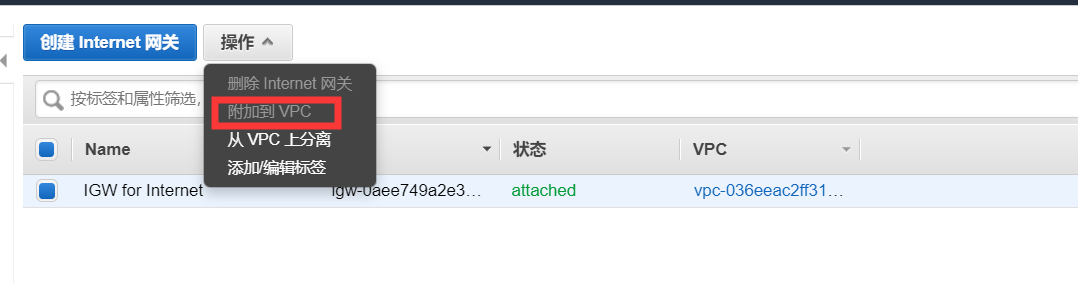 创建 Internet 网关 操作
删除 Internet 网关
按标签和属性筛选,
附加到 VPC
从 VPC 上分离
添加/编辑标签
Name 状态 VPC
IGW for Internet igw-0aee749a2e3… attached vpc-036eeac2ff31…